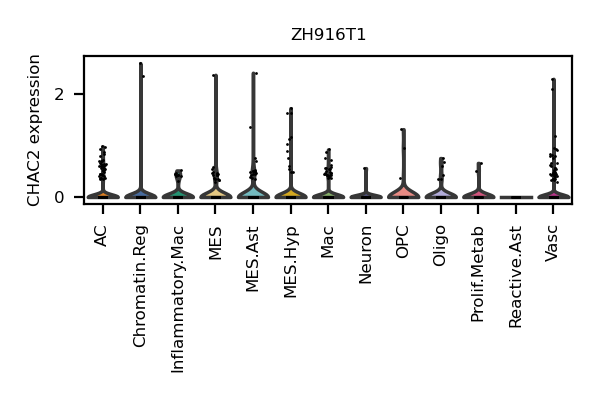 ZH916T1
CHAC2 expression
2
0
AC
Chromatin.Reg
Inflammatory.Mac
MES
MES.Ast
MES.Hyp
Mac
Neuron
OPC
Oligo
Prolif.Metab
Reactive.Ast
Vasc